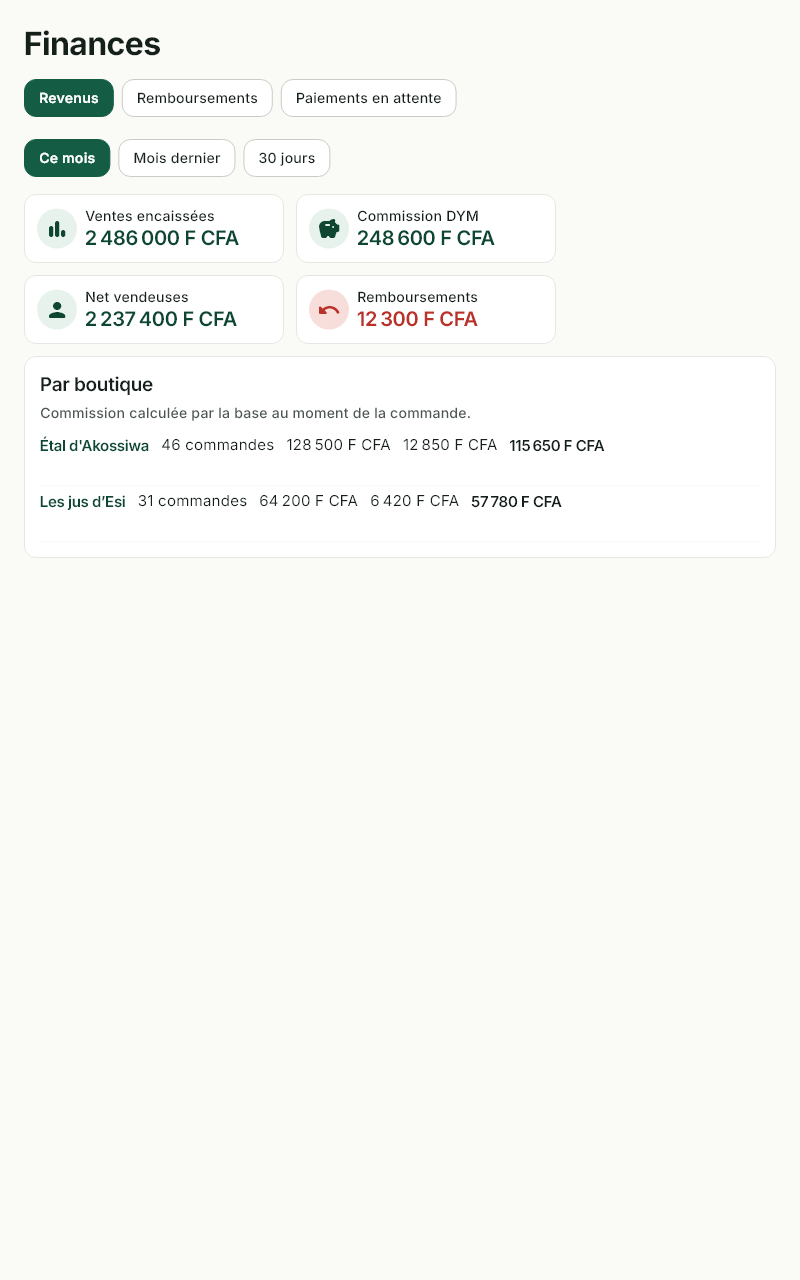 Finances
Revenus Remboursements Paiements en attente
Ce mois Mois dernier 30 jours
Ventes encaissées Commission DYM
2 486 000 F CFA 248 600 F CFA
Net vendeuses Remboursements
2 237 400 F CFA 12 300 F CFA
Par boutique
Commission calculée par la base au moment de la commande.
Étal d'Akossiwa 46 commandes 128 500 F CFA 12 850 F CFA 115 650 F CFA
Les jus d’Esi 31 commandes 64 200 F CFA 6 420 F CFA 57 780 F CFA